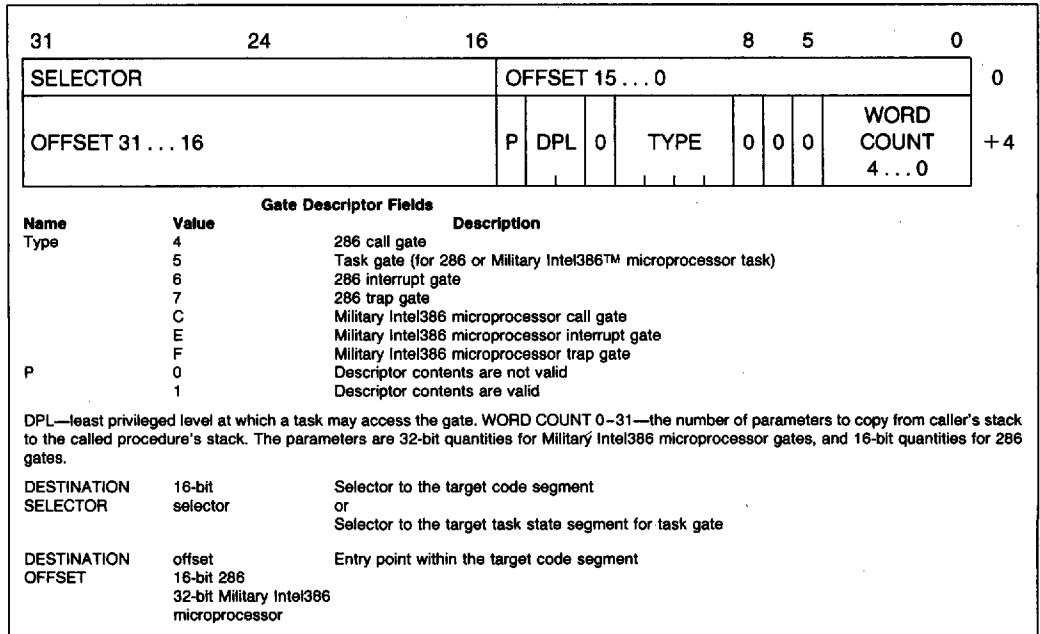 31 24 16 8 5 0
SELECTOR OFFSET 15 . . . 0 0
OFFSET 31 . . . 16 P DPL 0 TYPE 0 0 0 WORD COUNT 4 . . . 0 +4
Gate Descriptor Fields
Name Value Description
Type 4 286 call gate
5 Task gate (for 286 or Military Intel386™ microprocessor task)
6 286 interrupt gate
7 286 trap gate
C Military Intel386 microprocessor call gate
E Military Intel386 microprocessor interrupt gate
F Military Intel386 microprocessor trap gate
P 0 Descriptor contents are not valid
1 Descriptor contents are valid
DPL—least privileged level at which a task may access the gate. WORD COUNT 0–31—the number of parameters to copy from caller's stack
to the called procedure's stack. The parameters are 32-bit quantities for Military Intel386 microprocessor gates, and 16-bit quantities for 286
gates.
DESTINATION 16-bit Selector to the target code segment
SELECTOR selector or
Selector to the target task state segment for task gate
DESTINATION offset Entry point within the target code segment
OFFSET 16-bit 286
32-bit Military Intel386
microprocessor